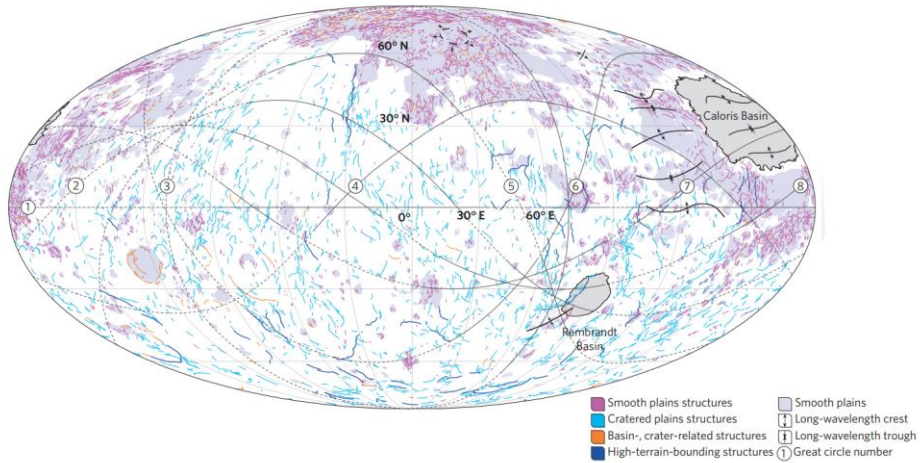 60° N
30° N
Caloris Basin
1
2
3
4
5
6
7
8
0°
30° E
60° E
Rembrandt
Basin
Smooth plains structures
Smooth plains
Cratered plains structures
Long-wavelength crest
Basin-, crater-related structures
Long-wavelength trough
High-terrain-bounding structures
1 Great circle number